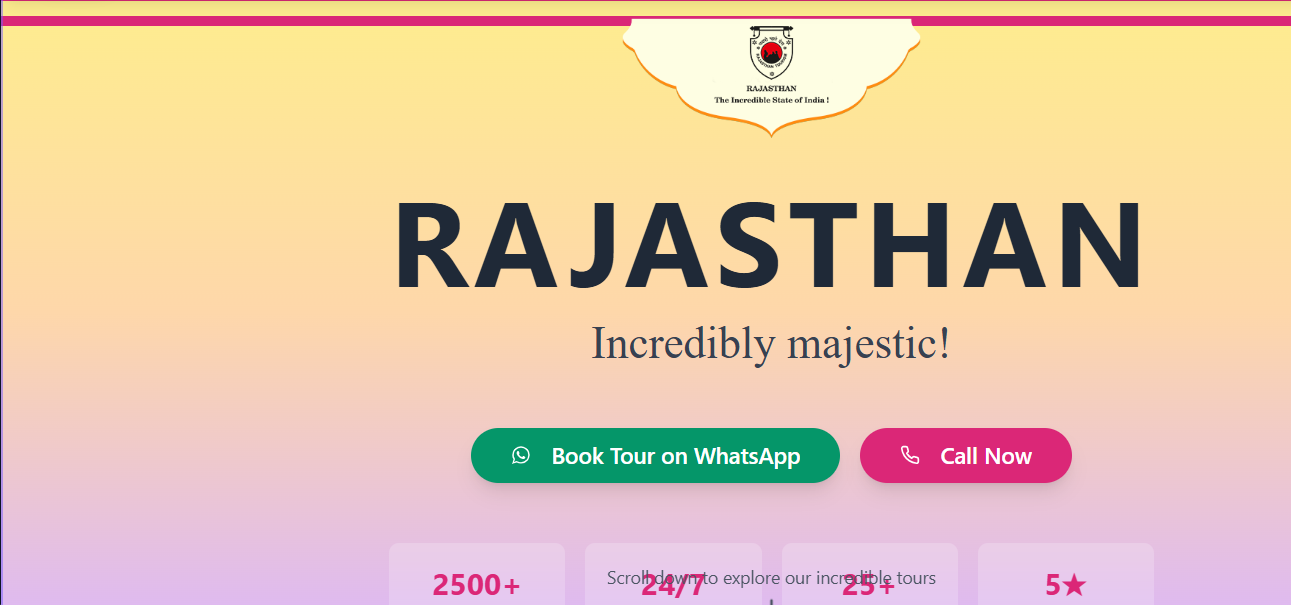 RAJASTHAN
The Incredible State of India !
RAJASTHAN
Incredibly majestic!
Book Tour on WhatsApp
Call Now
2500+
24/7
25+
5★
Scroll down to explore our incredible tours